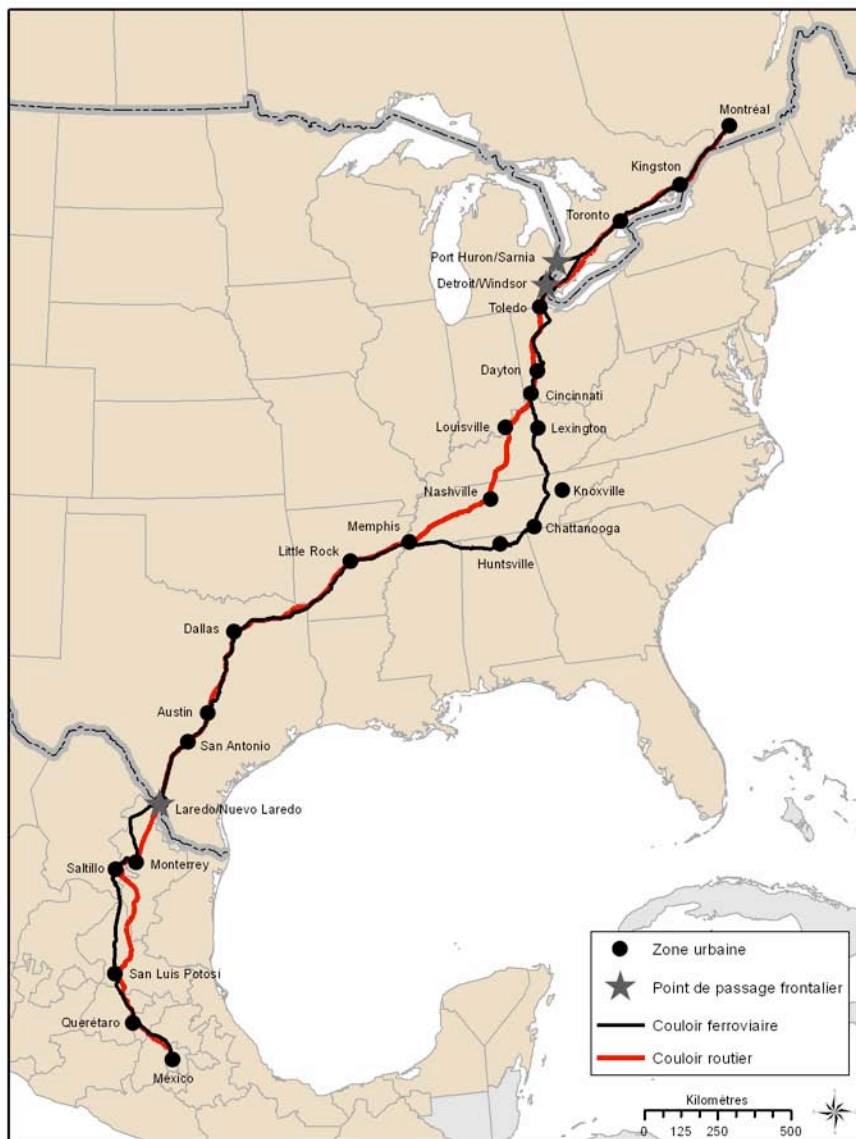 Montréal
Kingston
Toronto
Port Huron/Sarnia
Detroit/Windsor
Toledo
Dayton
Cincinnati
Louisville
Lexington
Nashville
Knoxville
Memphis
Chattanooga
Little Rock
Huntsville
Dallas
Austin
San Antonio
Laredo/Nuevo Laredo
Saltillo
Monterrey
San Luis Potosí
Querétaro
México
Zone urbaine
Point de passage frontalier
Couloir ferroviaire
Couloir routier
Kilomètres
0 125 250 500